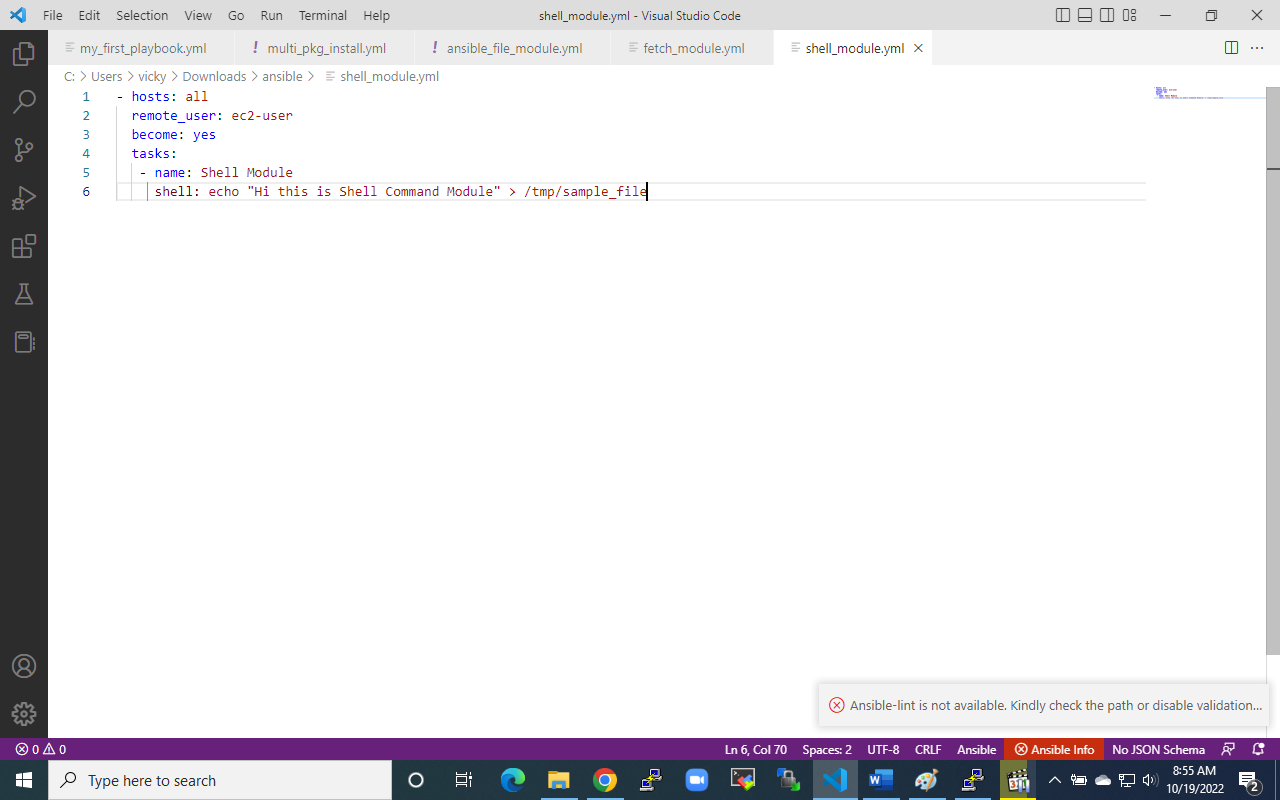 File Edit Selection View Go Run Terminal Help shell_module.yml - Visual Studio Code
my_first_playbook.yml ! multi_pkg_install.yml ! ansible_file_module.yml fetch_module.yml shell_module.yml
C: > Users > vicky > Downloads > ansible > shell_module.yml
1 - hosts: all
2 remote_user: ec2-user
3 become: yes
4 tasks:
5 - name: Shell Module
6 shell: echo "Hi this is Shell Command Module" > /tmp/sample_file
Ansible-lint is not available. Kindly check the path or disable validation...
0 0 Ln 6, Col 70 Spaces: 2 UTF-8 CRLF Ansible Ansible Info No JSON Schema
Type here to search
8:55 AM
10/19/2022
2